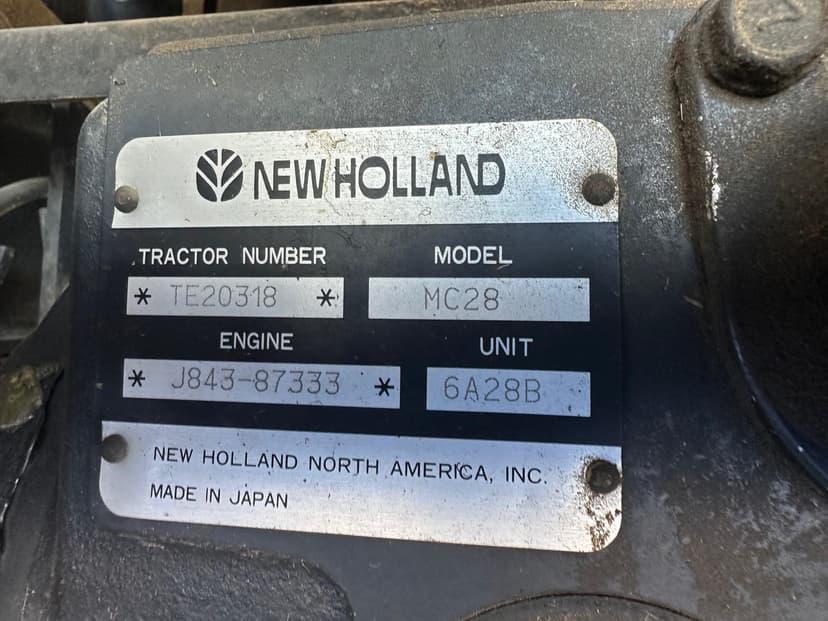 NEW HOLLAND
TRACTOR NUMBER MODEL
* TE20318 * MC28
ENGINE UNIT
* J843-87333 * 6A28B
NEW HOLLAND NORTH AMERICA, INC.
MADE IN JAPAN